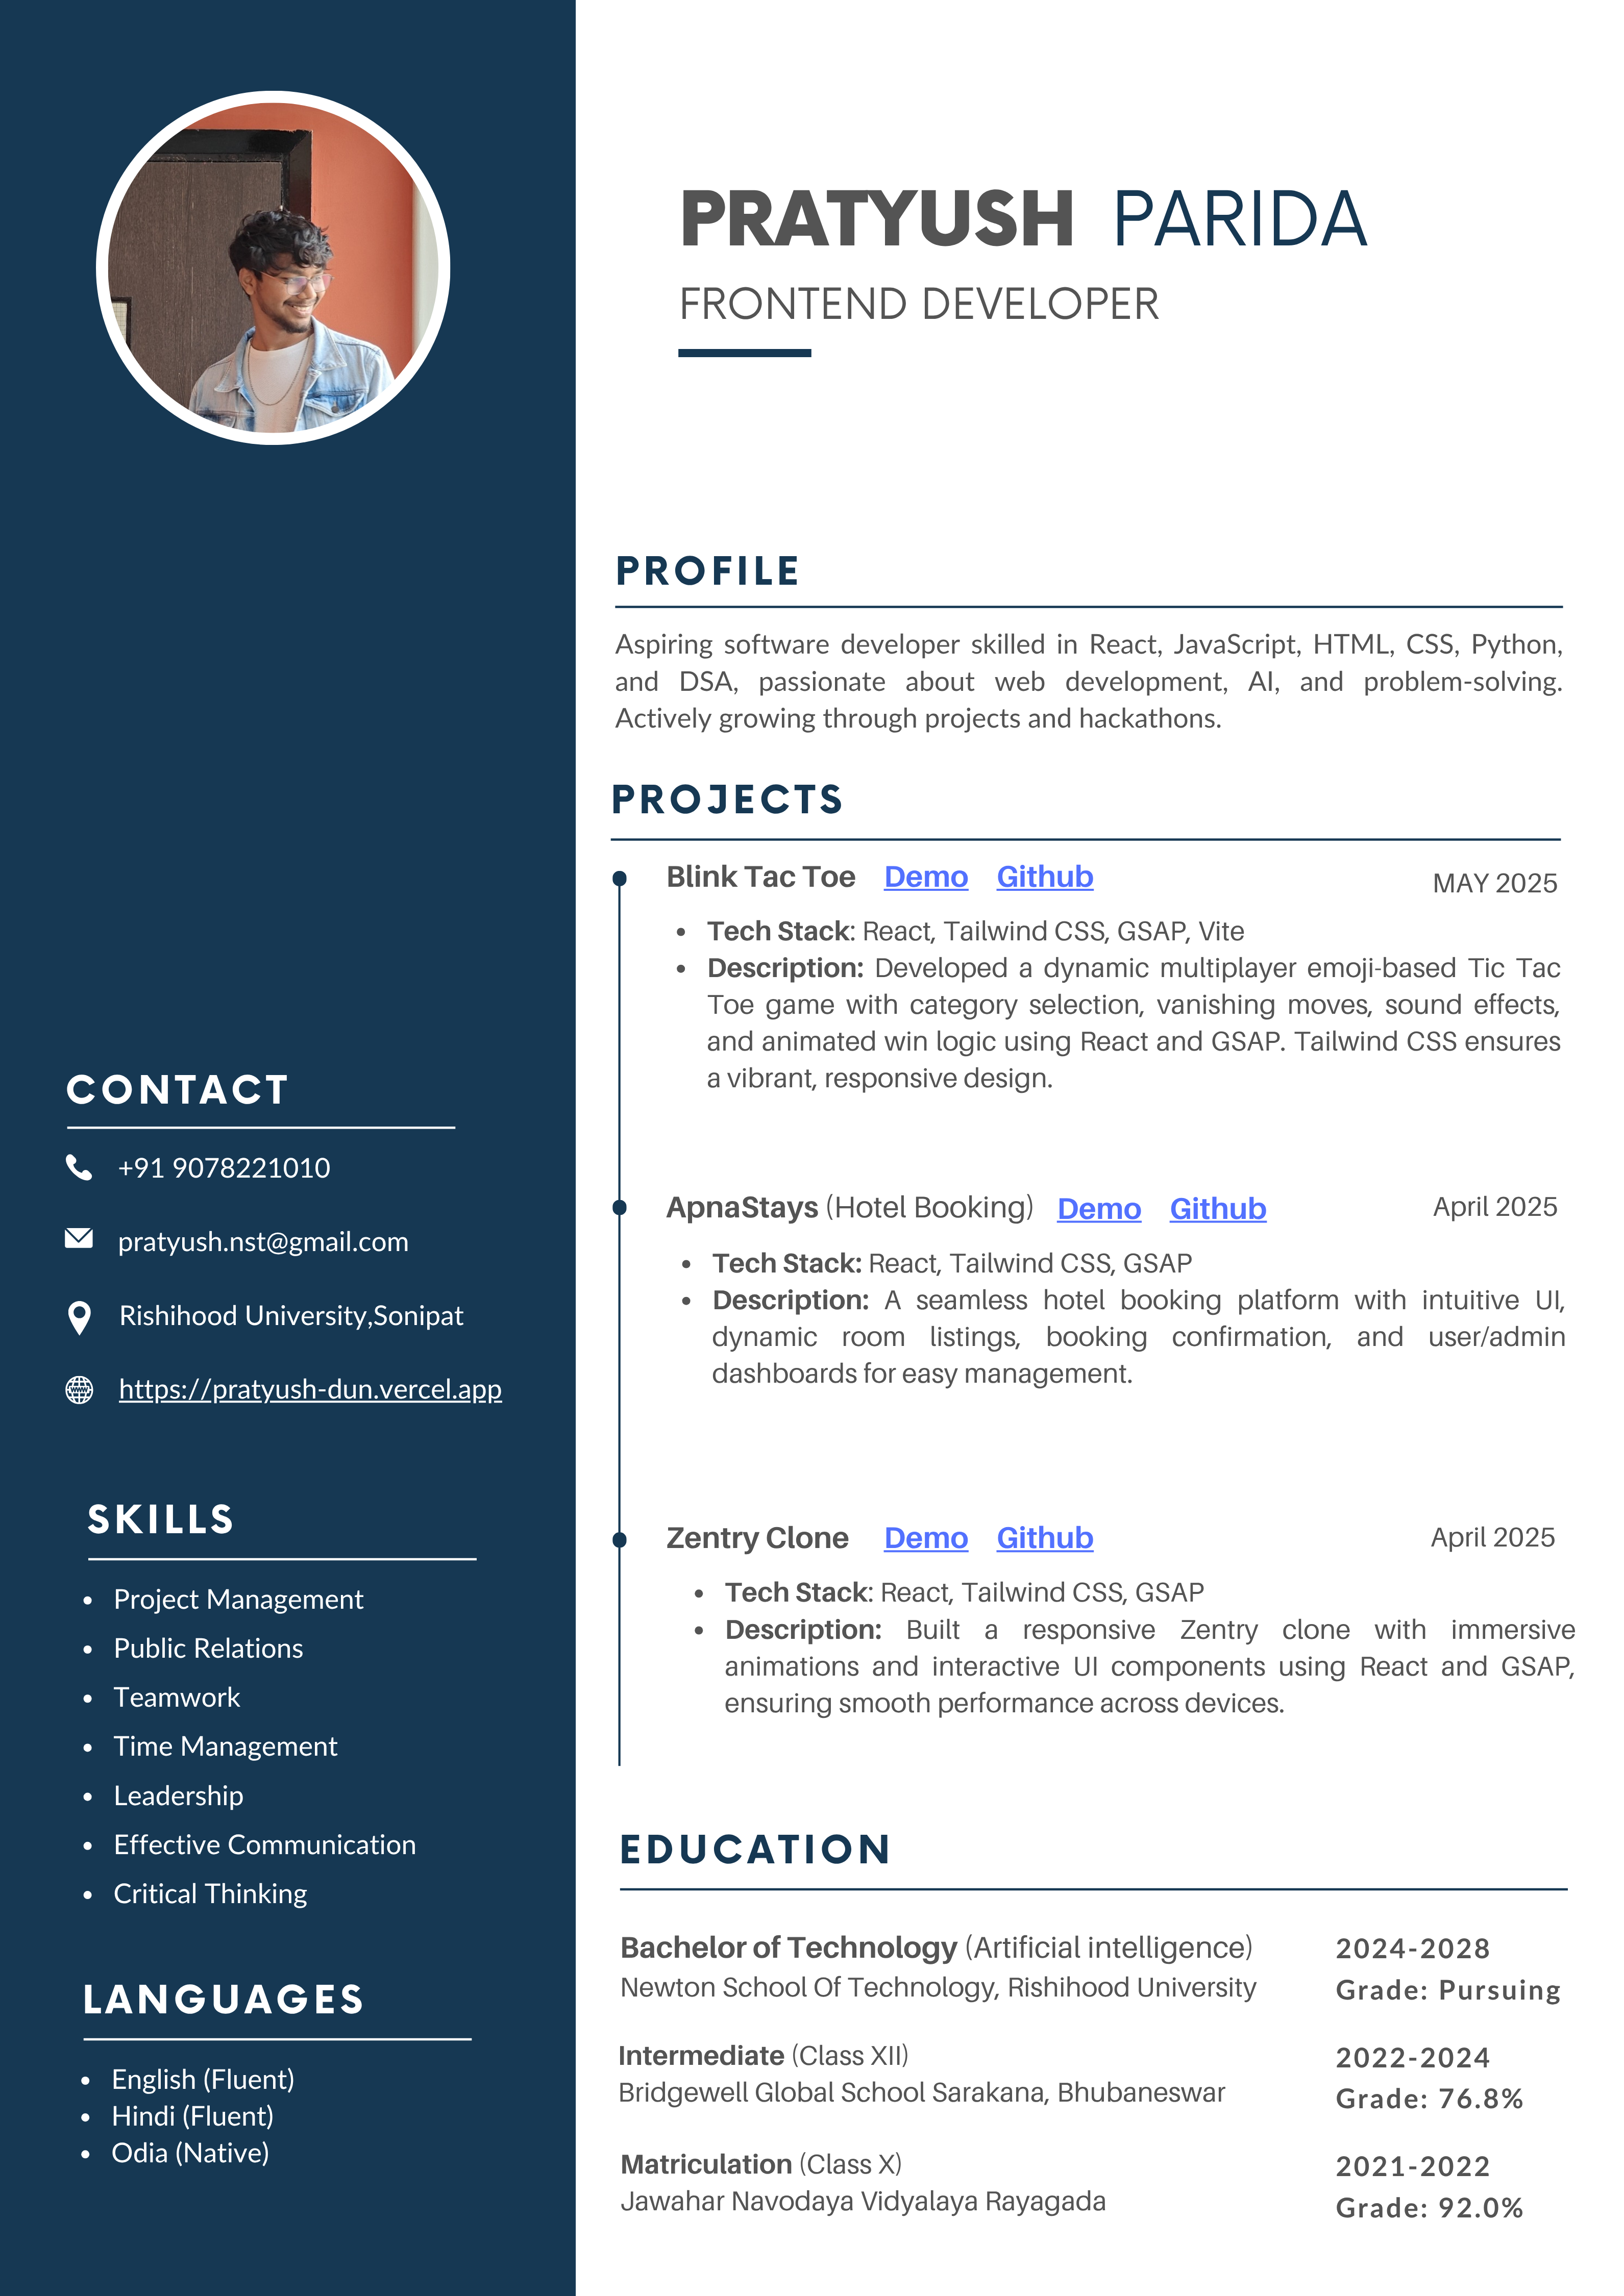 PRATYUSH PARIDA
FRONTEND DEVELOPER
CONTACT
+91 9078221010
pratyush.nst@gmail.com
Rishihood University,Sonipat
https://pratyush-dun.vercel.app
SKILLS
• Project Management
• Public Relations
• Teamwork
• Time Management
• Leadership
• Effective Communication
• Critical Thinking
LANGUAGES
• English (Fluent)
• Hindi (Fluent)
• Odia (Native)
PROFILE
Aspiring software developer skilled in React, JavaScript, HTML, CSS, Python,
and DSA, passionate about web development, AI, and problem-solving.
Actively growing through projects and hackathons.
PROJECTS
Blink Tac Toe Demo Github MAY 2025
• Tech Stack: React, Tailwind CSS, GSAP, Vite
• Description: Developed a dynamic multiplayer emoji-based Tic Tac
Toe game with category selection, vanishing moves, sound effects,
and animated win logic using React and GSAP. Tailwind CSS ensures
a vibrant, responsive design.
ApnaStays (Hotel Booking) Demo Github April 2025
• Tech Stack: React, Tailwind CSS, GSAP
• Description: A seamless hotel booking platform with intuitive UI,
dynamic room listings, booking confirmation, and user/admin
dashboards for easy management.
Zentry Clone Demo Github April 2025
• Tech Stack: React, Tailwind CSS, GSAP
• Description: Built a responsive Zentry clone with immersive
animations and interactive UI components using React and GSAP,
ensuring smooth performance across devices.
EDUCATION
Bachelor of Technology (Artificial intelligence) 2024-2028
Newton School Of Technology, Rishihood University Grade: Pursuing
Intermediate (Class XII) 2022-2024
Bridgewell Global School Sarakana, Bhubaneswar Grade: 76.8%
Matriculation (Class X) 2021-2022
Jawahar Navodaya Vidyalaya Rayagada Grade: 92.0%